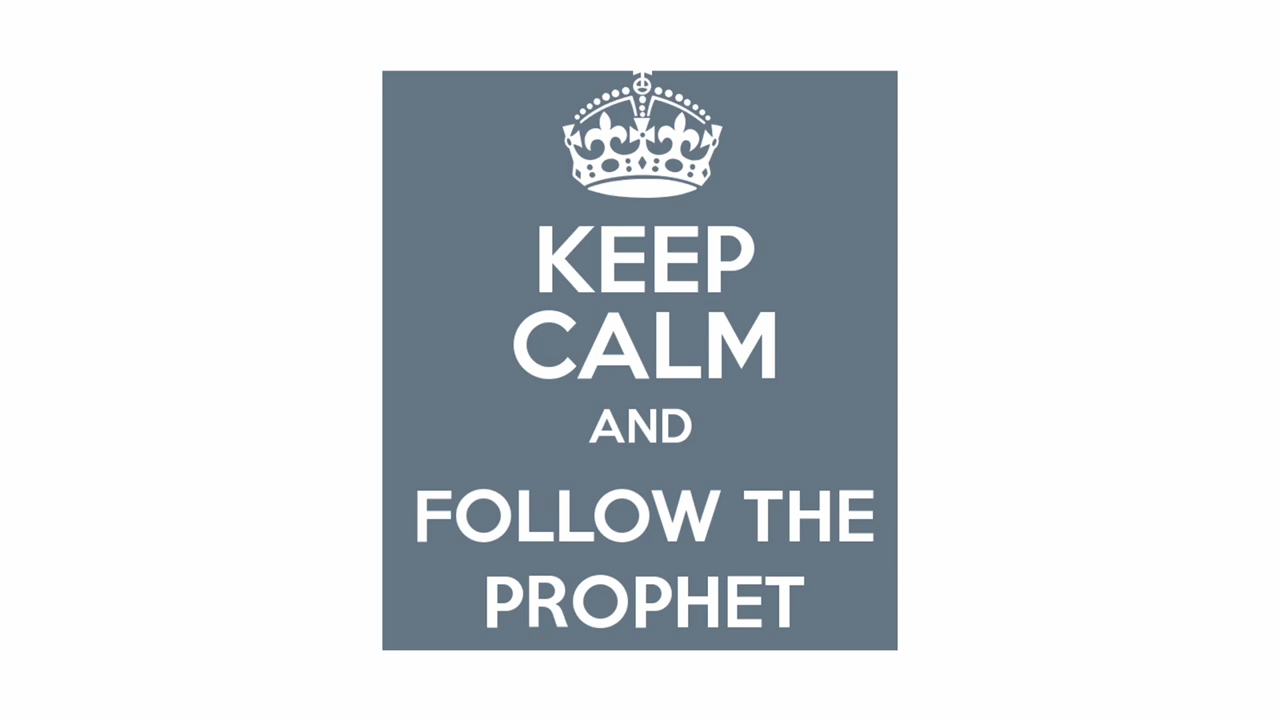 KEEP
CALM
AND
FOLLOW THE
PROPHET